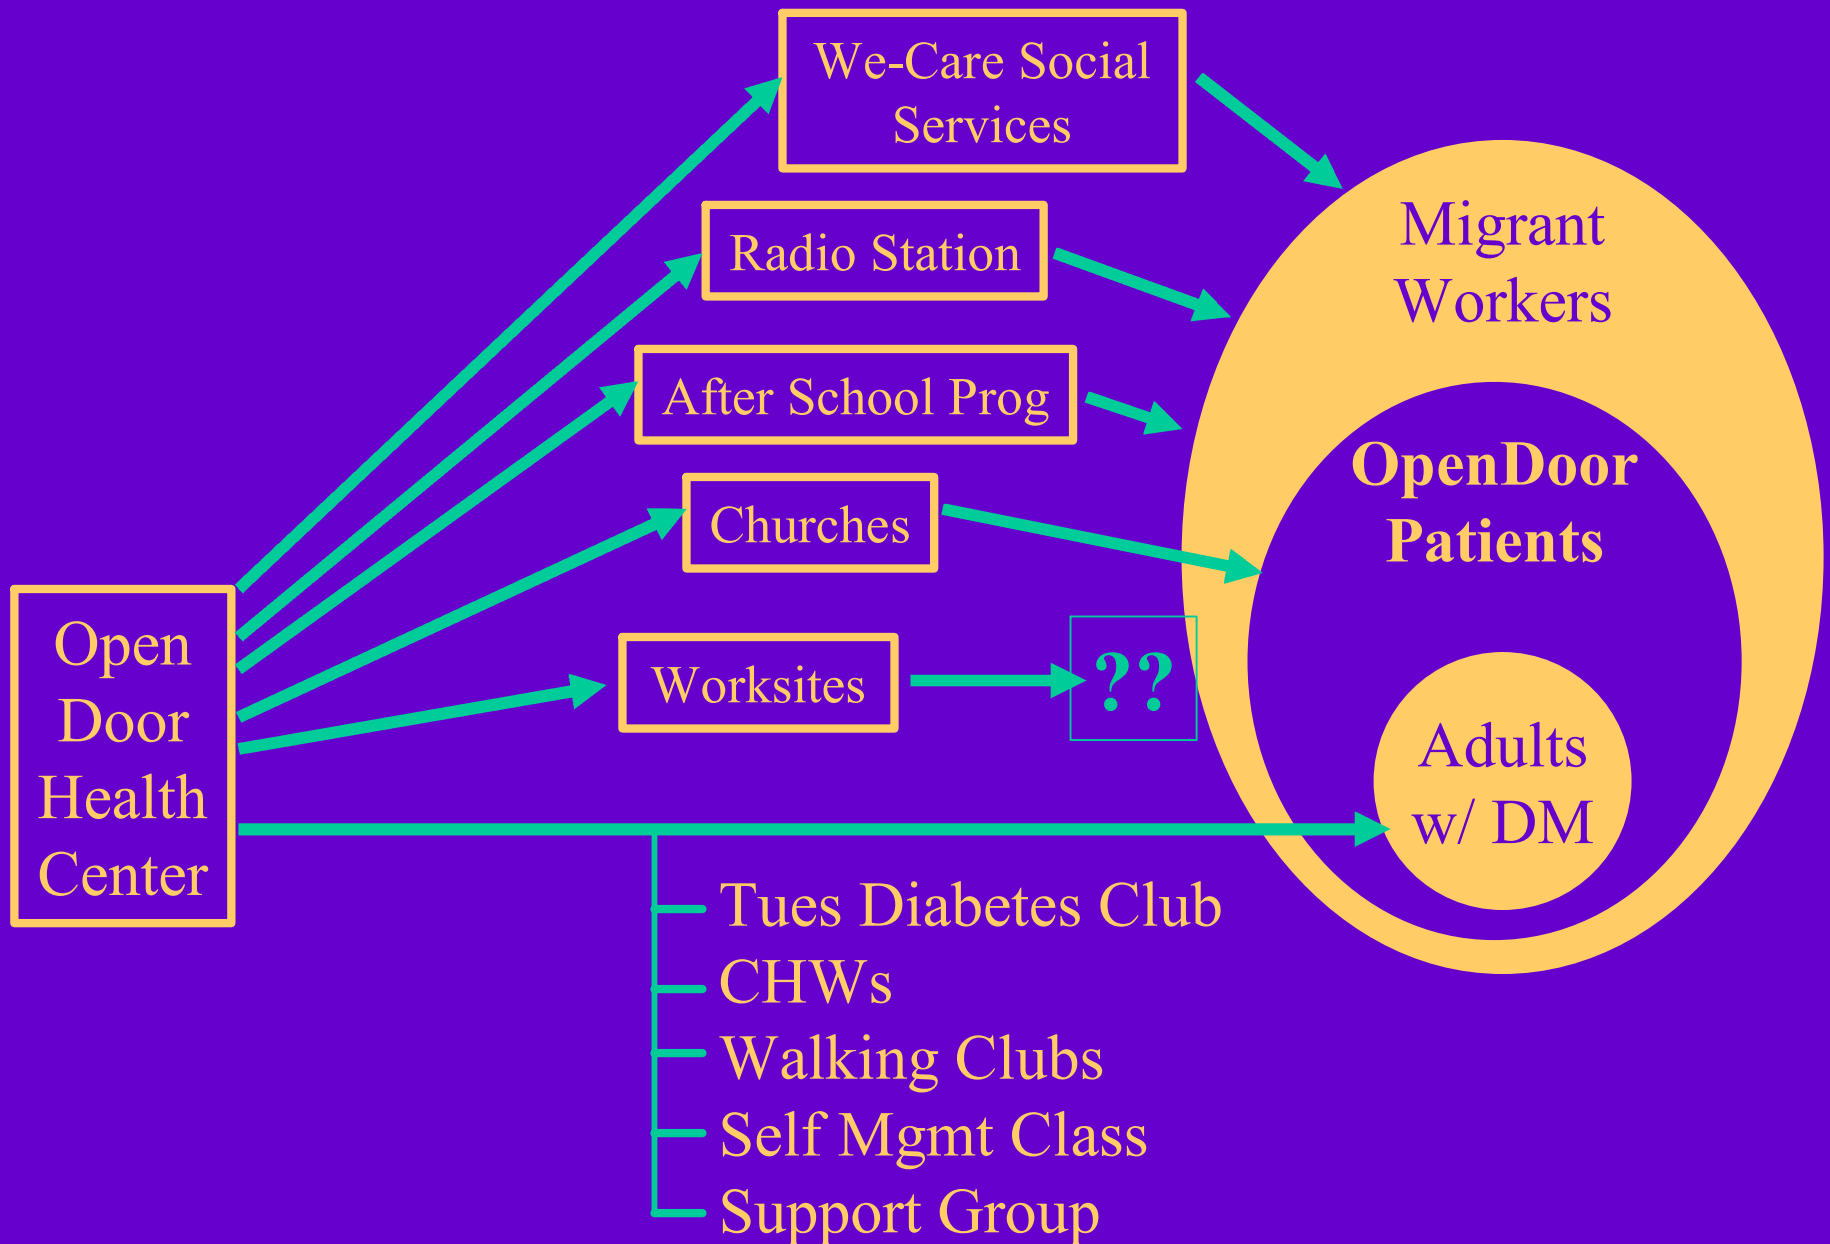 We-Care Social
Services
Radio Station
After School Prog
Churches
Worksites
??
Open
Door
Health
Center
Migrant
Workers
OpenDoor
Patients
Adults
w/ DM
Tues Diabetes Club
CHWs
Walking Clubs
Self Mgmt Class
Support Group